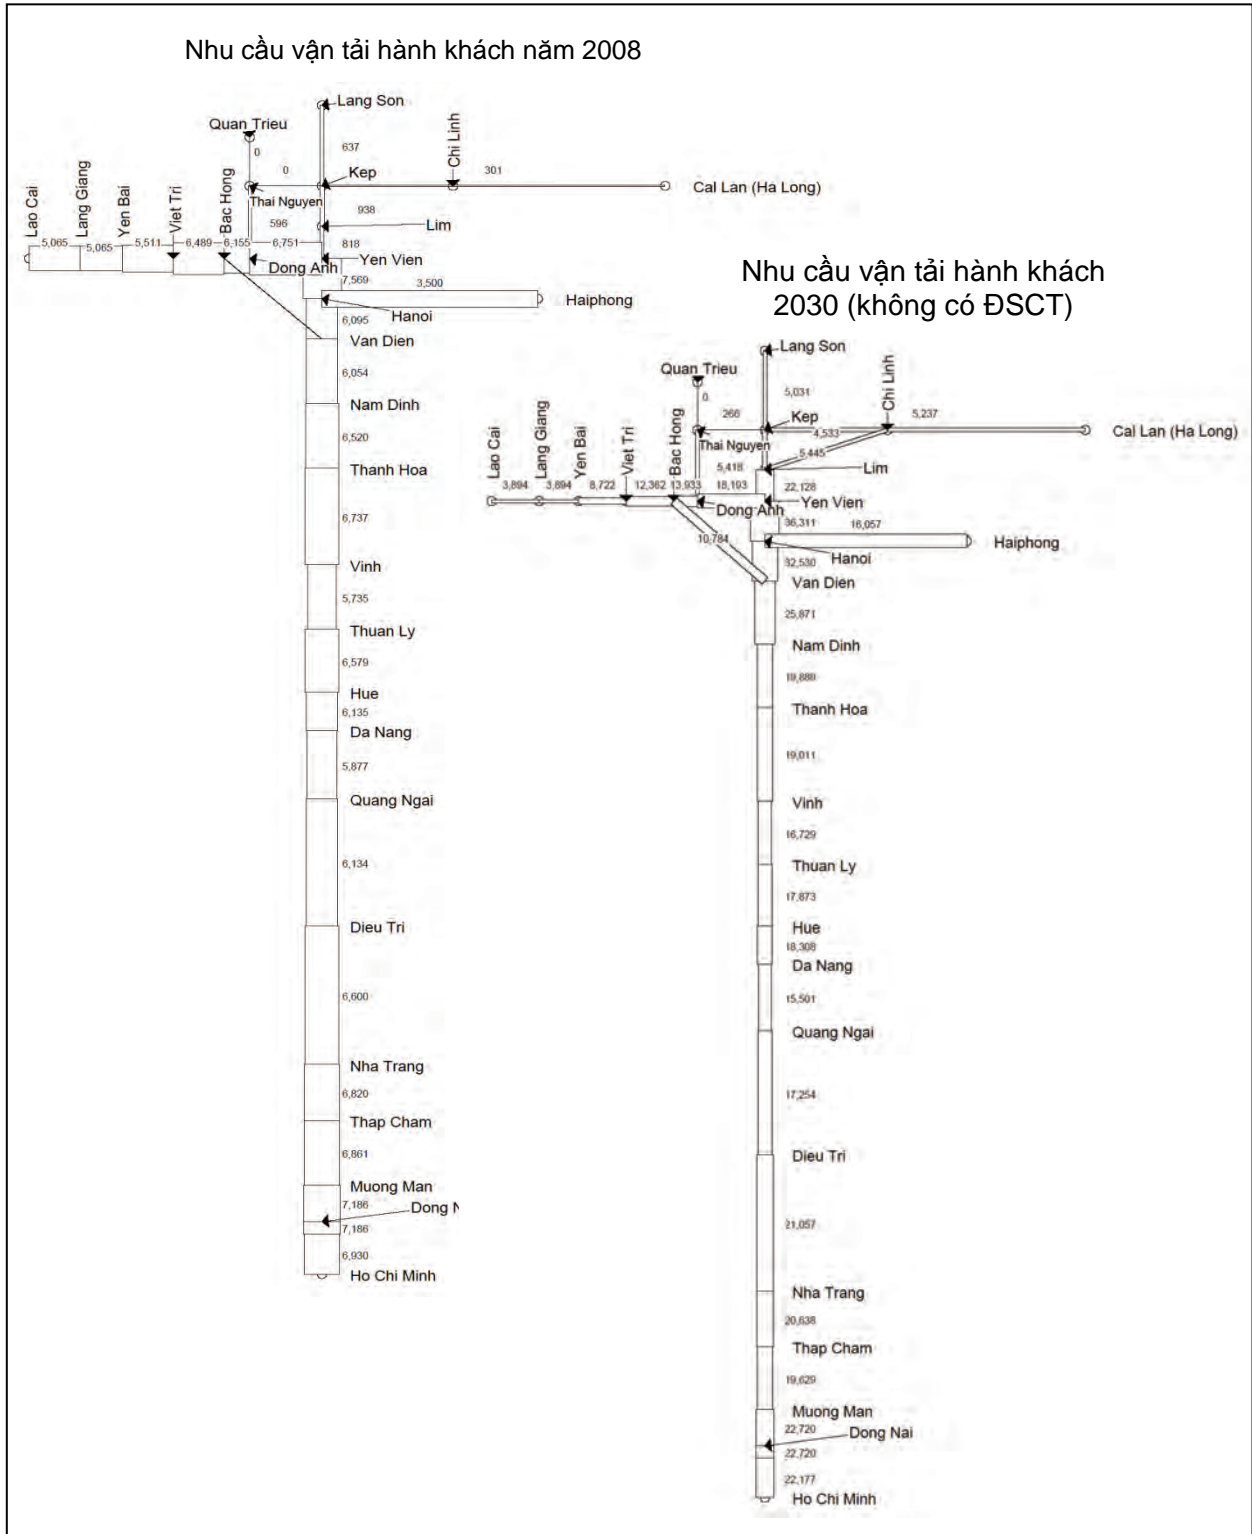 Nhu cầu vận tải hành khách năm 2008
Lang Son
Quan Trieu
0
637
Chi Linh
0
Kep
301
Cal Lan (Ha Long)
Thai Nguyen
938
596
Lim
Lao Cai
Lang Giang
Yen Bai
Viet Tri
Bac Hong
5,065
5,065
5,511
6,489
6,155
6,751
818
Dong Anh
Yen Vien
7,569
3,500
Haiphong
Hanoi
6,095
Van Dien
6,054
Nam Dinh
6,520
Thanh Hoa
6,737
Vinh
5,735
Thuan Ly
6,579
Hue
6,135
Da Nang
5,877
Quang Ngai
6,134
Dieu Tri
6,600
Nha Trang
6,820
Thap Cham
6,861
Muong Man
7,186
Dong N
7,186
6,930
Ho Chi Minh
Nhu cầu vận tải hành khách
2030 (không có ĐSCT)
Lang Son
Quan Trieu
0
5,031
Chi Linh
266
Kep
5,237
4,533
Cal Lan (Ha Long)
Thai Nguyen
5,445
5,418
Lim
Lao Cai
Lang Giang
Yen Bai
Viet Tri
Bac Hong
3,894
3,894
8,722
12,362
13,933
18,193
22,128
Dong Anh
Yen Vien
36,311
16,057
10,784
Haiphong
Hanoi
32,530
Van Dien
25,871
Nam Dinh
Thanh Hoa
19,011
Vinh
16,729
Thuan Ly
17,873
Hue
18,308
Da Nang
15,501
Quang Ngai
17,254
Dieu Tri
21,057
Nha Trang
20,638
Thap Cham
19,629
Muong Man
22,720
Dong Nai
22,720
22,177
Ho Chi Minh